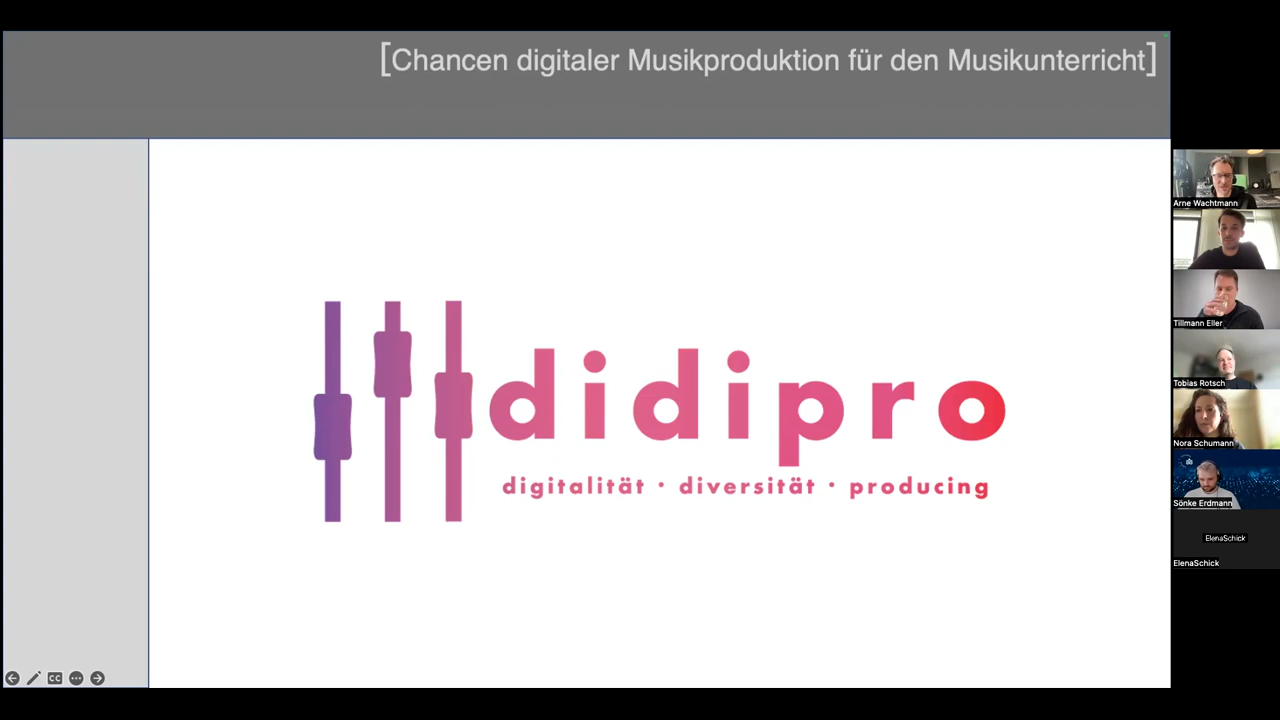 [Chancen digitaler Musikproduktion für den Musikunterricht]
didipro
digitalität · diversität · producing
Arne Wachtmann
Tillmann Eller
Tobias Rotsch
Nora Schumann
Sönke Erdmann
ElenaSchick
ElenaSchick
CC